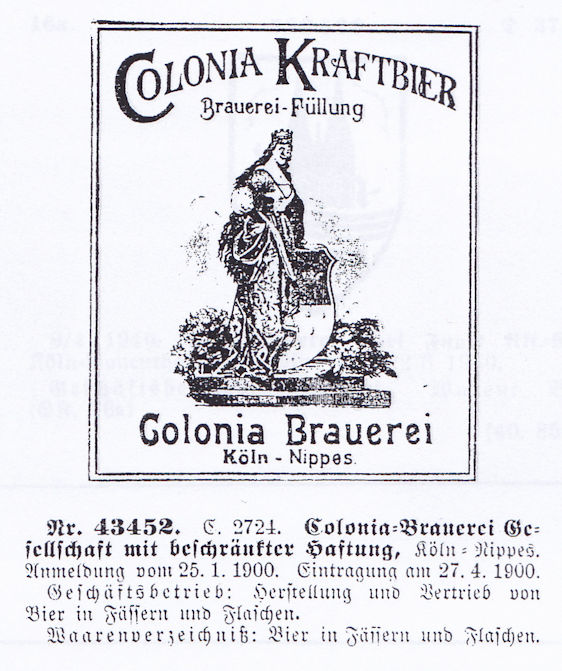 COLONIA KRAFTBIER
Brauerei-Füllung
Colonia Brauerei
Köln - Nippes.
Nr. 43452. C. 2724. Colonia-Brauerei Ge-
sellschaft mit beschränkter Haftung, Köln-Nippes.
Anmeldung vom 25. 1. 1900. Eintragung am 27. 4. 1900.
Geschäftsbetrieb: Herstellung und Vertrieb von
Bier in Fässern und Flaschen.
Waarenverzeichniß: Bier in Fässern und Flaschen.